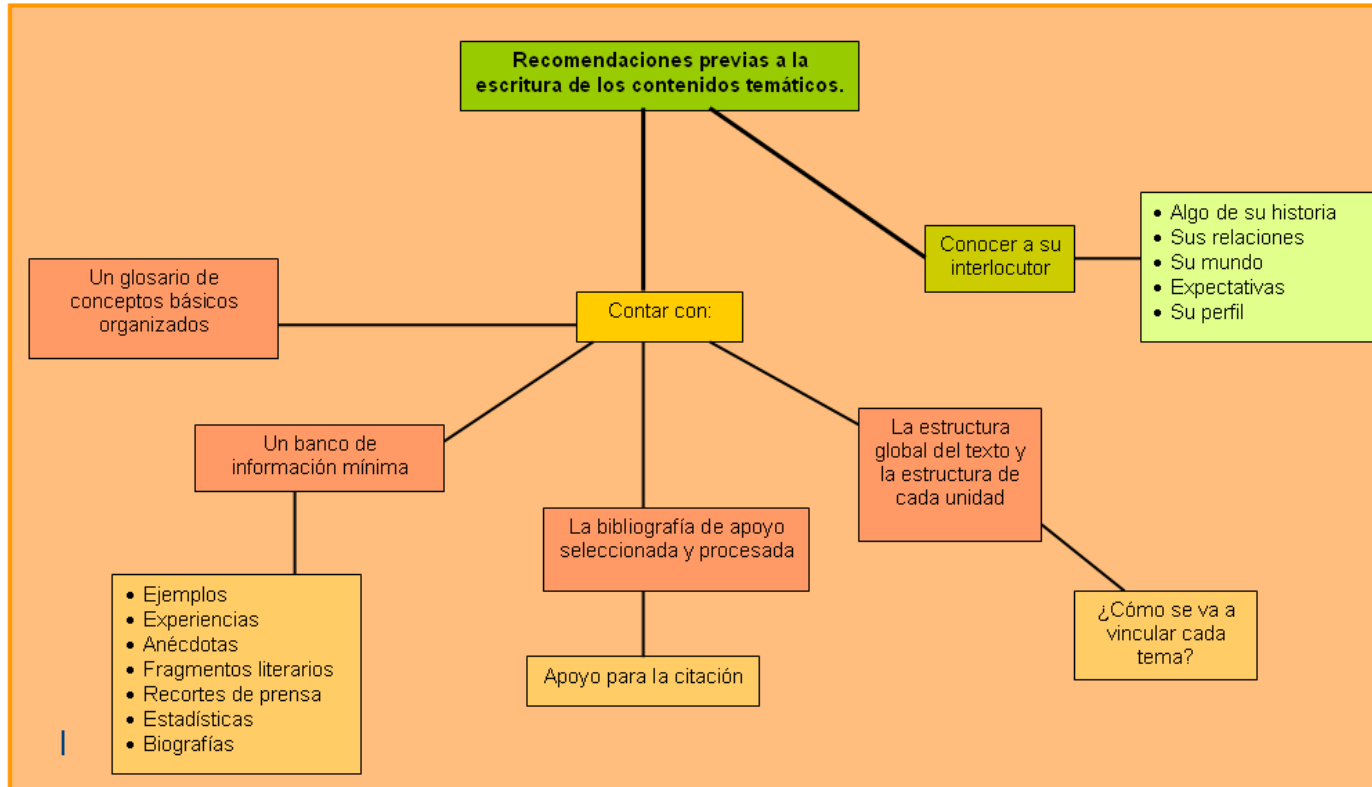 Recomendaciones previas a la
escritura de los contenidos temáticos.
Conocer a su
interlocutor
• Algo de su historia
• Sus relaciones
• Su mundo
• Expectativas
• Su perfil
Un glosario de
conceptos básicos
organizados
Contar con:
Un banco de
información mínima
La estructura
global del texto y
la estructura de
cada unidad
La bibliografía de apoyo
seleccionada y procesada
• Ejemplos
• Experiencias
• Anécdotas
• Fragmentos literarios
• Recortes de prensa
• Estadísticas
• Biografías
Apoyo para la citación
¿Cómo se va a
vincular cada
tema?